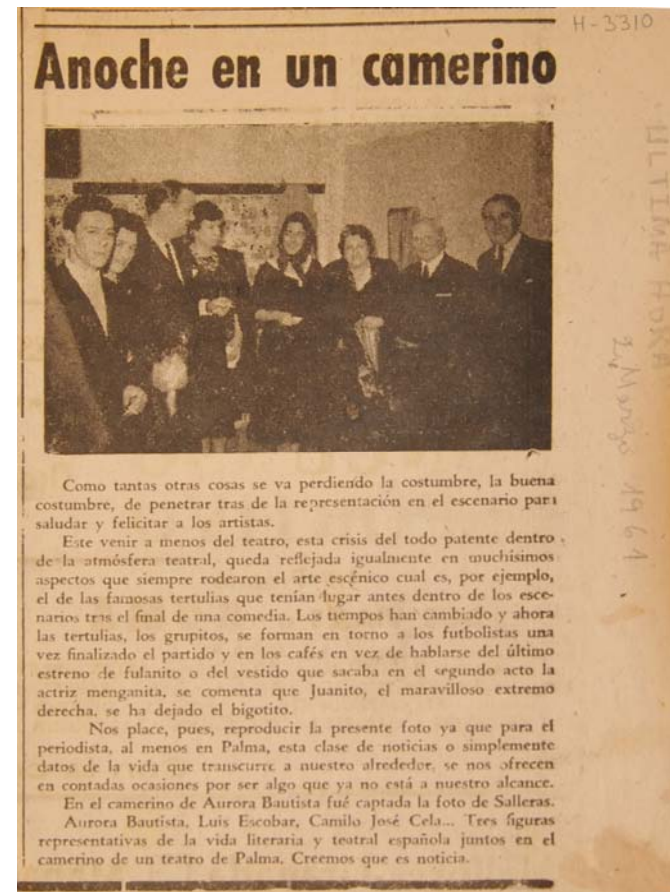 H-3310
Anoche en un camerino
ULTIMA HORA
2 Marzo 1961
Como tantas otras cosas se va perdiendo la costumbre, la buena
costumbre, de penetrar tras de la representación en el escenario para
saludar y felicitar a los artistas.
Este venir a menos del teatro, esta crisis del todo patente dentro
de la atmósfera teatral, queda reflejada igualmente en muchísimos
aspectos que siempre rodearon el arte escénico cual es, por ejemplo,
el de las famosas tertulias que tenían lugar antes dentro de los esce-
narios tras el final de una comedia. Los tiempos han cambiado y ahora
las tertulias, los grupitos, se forman en torno a los futbolistas una
vez finalizado el partido y en los cafés en vez de hablarse del último
estreno de fulanito o del vestido que sacaba en el segundo acto la
actriz menganita, se comenta que Juanito, el maravilloso extremo
derecha, se ha dejado el bigotito.
Nos place, pues, reproducir la presente foto ya que para el
periodista, al menos en Palma, esta clase de noticias o simplemente
datos de la vida que transcurre a nuestro alrededor, se nos ofrecen
en contadas ocasiones por ser algo que ya no está a nuestro alcance.
En el camerino de Aurora Bautista fué captada la foto de Salleras.
Aurora Bautista, Luis Escobar, Camilo José Cela... Tres figuras
representativas de la vida literaria y teatral española juntos en el
camerino de un teatro de Palma. Creemos que es noticia.